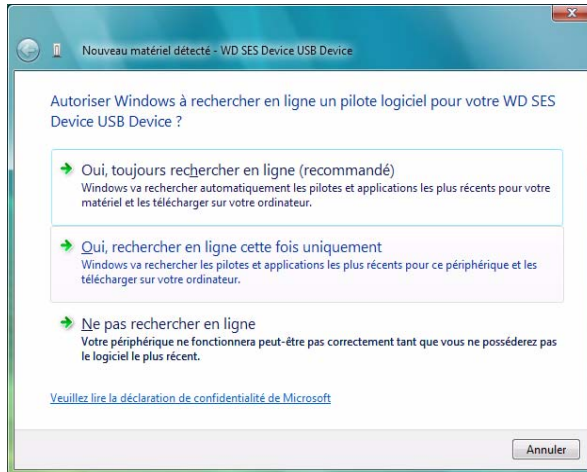 Nouveau matériel détecté - WD SES Device USB Device
Autoriser Windows à rechercher en ligne un pilote logiciel pour votre WD SES
Device USB Device ?
Oui, toujours rechercher en ligne (recommandé)
Windows va rechercher automatiquement les pilotes et applications les plus récents pour votre
matériel et les télécharger sur votre ordinateur.
Oui, rechercher en ligne cette fois uniquement
Windows va rechercher les pilotes et applications les plus récents pour ce périphérique et les
télécharger sur votre ordinateur.
Ne pas rechercher en ligne
Votre périphérique ne fonctionnera peut-être pas correctement tant que vous ne posséderez pas
le logiciel le plus récent.
Veuillez lire la déclaration de confidentialité de Microsoft
Annuler